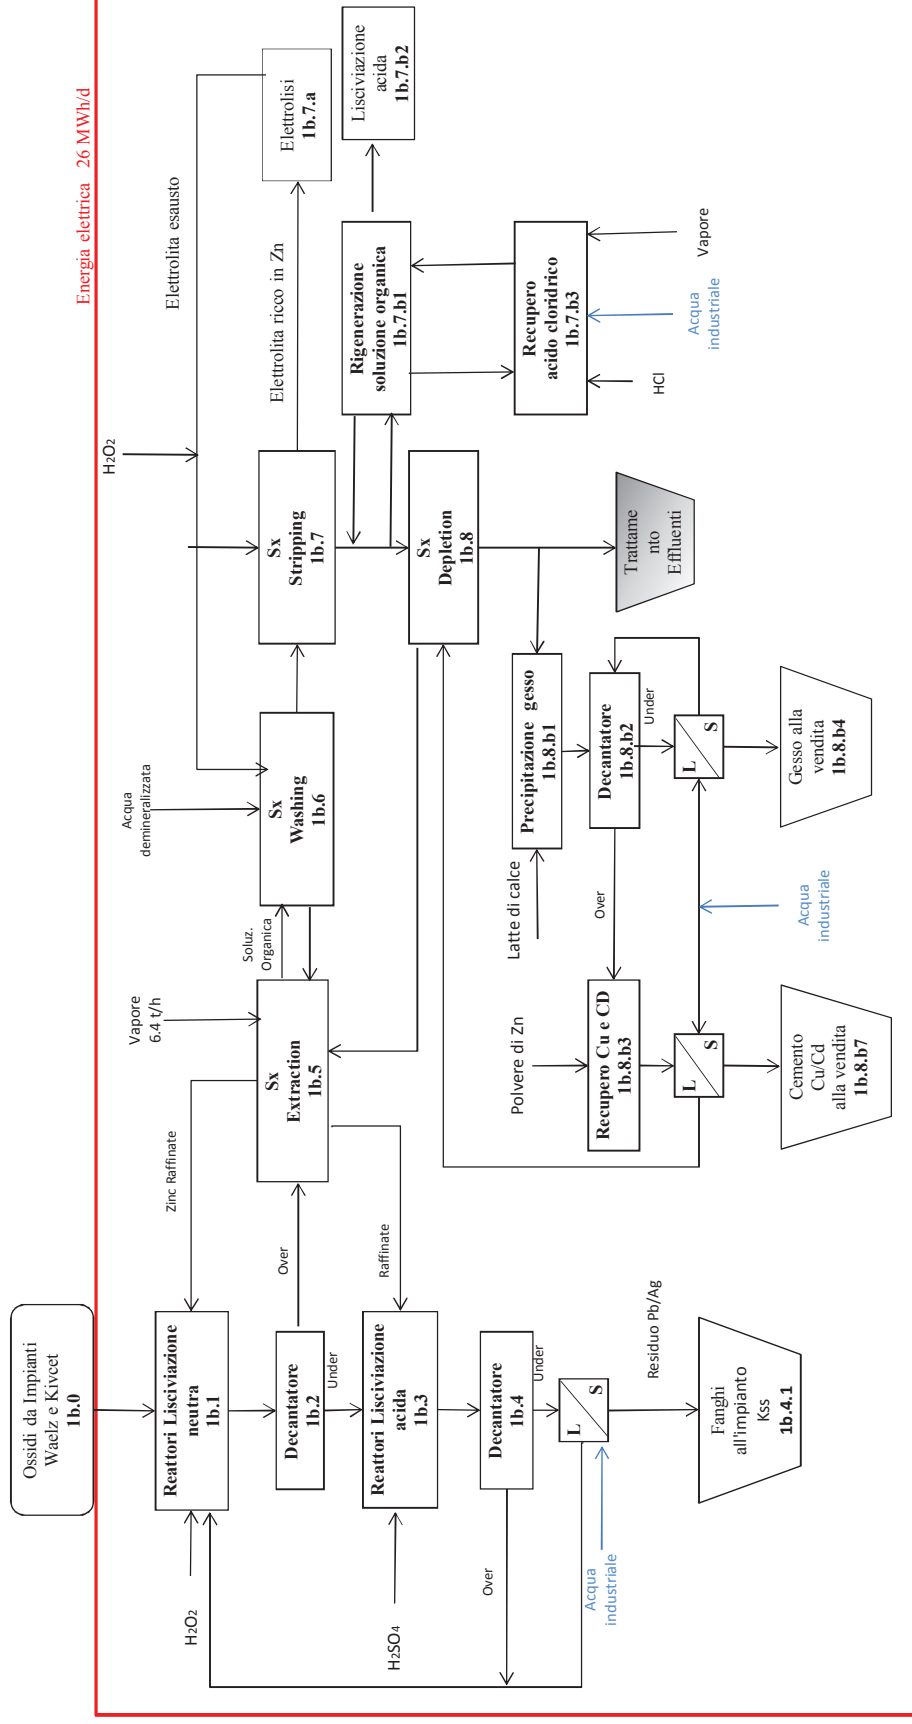 Energia elettrica  26 MWh/d
Ossidi da Impianti
Waelz e Kivcet
1b.0
H2O2
Reattori Lisciviazione
neutra
1b.1
Zinc Raffinate
Vapore
6.4 t/h
Acqua
demineralizzata
H2O2
Elettrolita esausto
Decantatore
1b.2
Under
Over
Sx
Extraction
1b.5
Soluz.
Organica
Sx
Washing
1b.6
Sx
Stripping
1b.7
Elettrolita ricco in Zn
Elettrolisi
1b.7.a
H2SO4
Reattori Lisciviazione
acida
1b.3
Raffinate
Rigenerazione
soluzione organica
1b.7.b1
Lisciviazione
acida
1b.7.b2
Over
Decantatore
1b.4
Under
Sx
Depletion
1b.8
Acqua
industriale
L
S
Residuo Pb/Ag
Fanghi
all'impianto
Kss
1b.4.1
Polvere di Zn
Latte di calce
Precipitazione gesso
1b.8.b1
Recupero
acido cloridrico
1b.7.b3
HCl
Acqua
industriale
Vapore
Recupero Cu e CD
1b.8.b3
Over
Decantatore
1b.8.b2
Under
Trattame
nto
Effluenti
L
S
L
S
Acqua
industriale
Cemento
Cu/Cd
alla vendita
1b.8.b7
Gesso alla
vendita
1b.8.b4